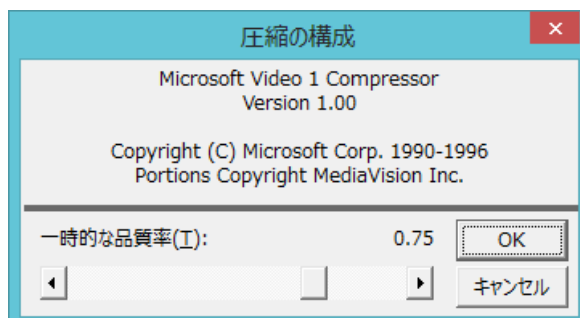 圧縮の構成
Microsoft Video 1 Compressor
Version 1.00
Copyright (C) Microsoft Corp. 1990-1996
Portions Copyright MediaVision Inc.
一時的な品質率(T): 0.75 OK
キャンセル